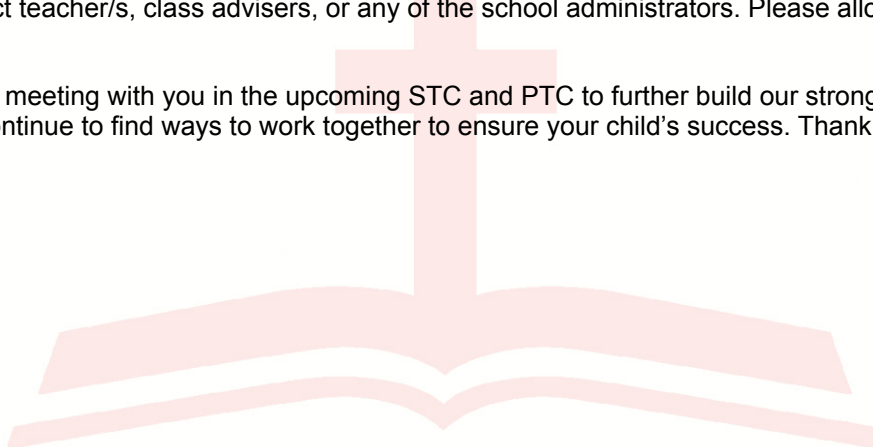 ct teacher/s, class advisers, or any of the school administrators. Please allo
meeting with you in the upcoming STC and PTC to further build our strong
ontinue to find ways to work together to ensure your child’s success. Thank